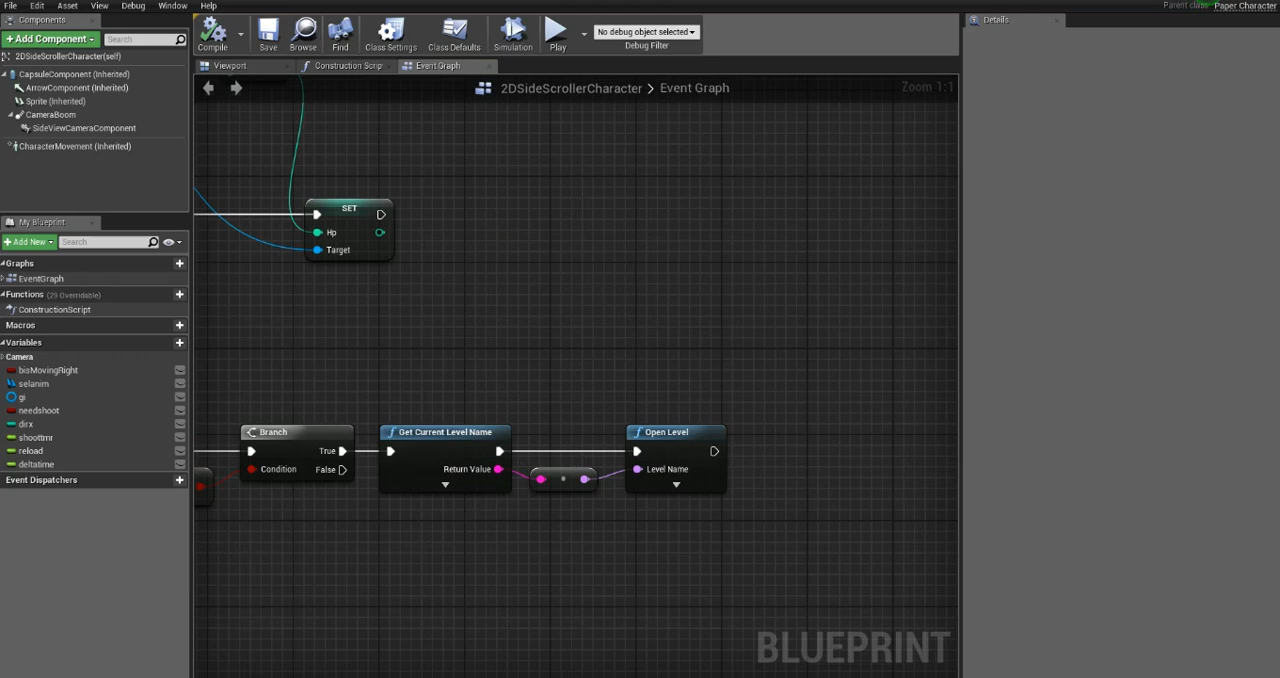 File Edit Asset View Debug Window Help
Parent class: Paper Character
Components
+ Add Component Search
2DSideScrollerCharacter(self)
CapsuleComponent (Inherited)
ArrowComponent (Inherited)
Sprite (Inherited)
CameraBoom
SideViewCameraComponent
CharacterMovement (Inherited)
My Blueprint
+ Add New Search
Graphs
EventGraph
Functions (29 Overridable)
ConstructionScript
Macros
Variables
Camera
bisMovingRight
selanim
gi
needshoot
dirx
shoottmr
reload
deltatime
Event Dispatchers
Compile Save Browse Find Class Settings Class Defaults Simulation Play
No debug object selected
Debug Filter
Viewport Construction Scrip Event Graph
2DSideScrollerCharacter > Event Graph
Zoom 1:1
SET
Hp
Target
Branch
True
Condition False
Get Current Level Name
Return Value
Open Level
Level Name
BLUEPRINT
Details